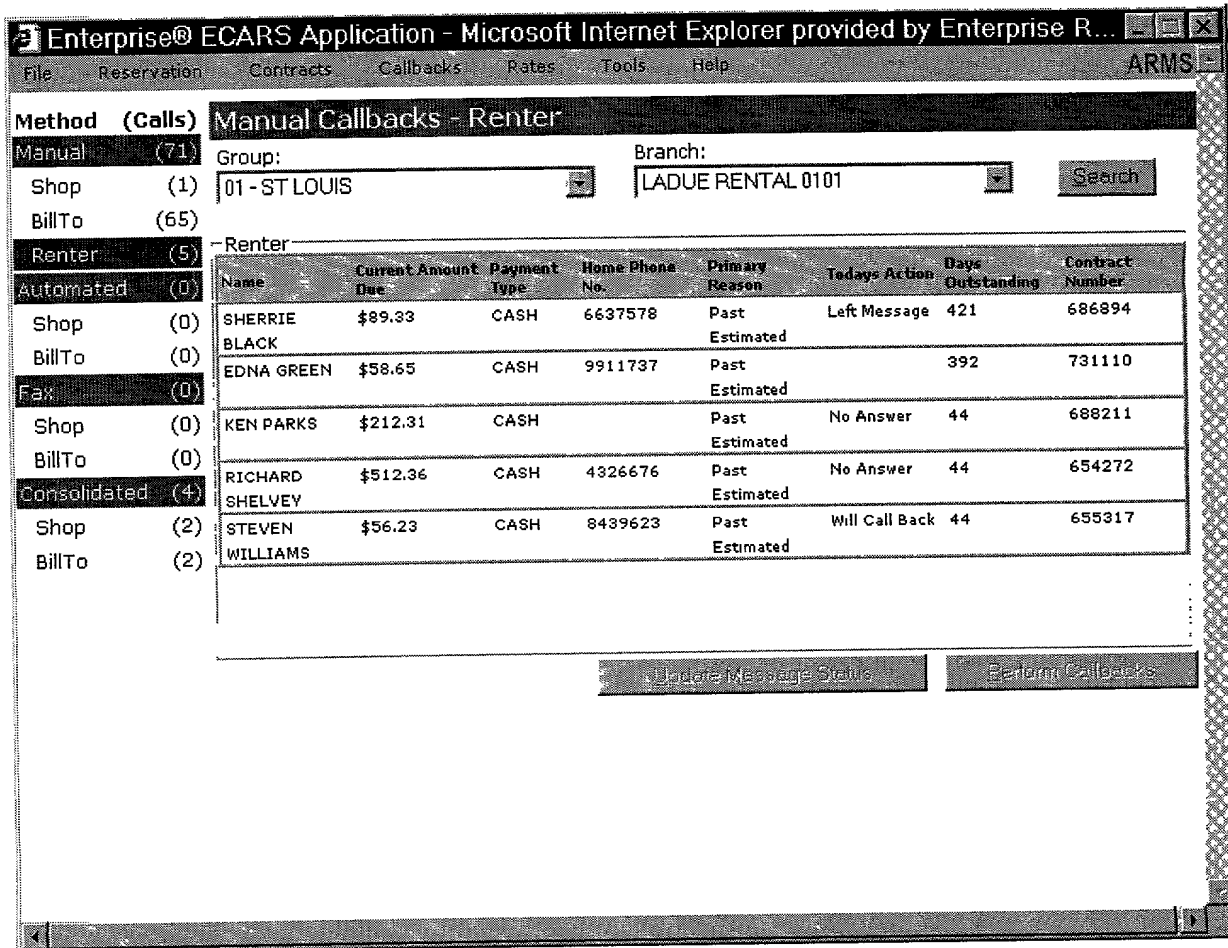 Enterprise® ECARS Application - Microsoft Internet Explorer provided by Enterprise R...
File Reservation Contracts Callbacks Rates Tools Help ARMS
Method (Calls)
Manual (71)
Shop (1)
BillTo (65)
Renter (5)
Automated (0)
Shop (0)
BillTo (0)
Fax (0)
Shop (0)
BillTo (0)
Consolidated (4)
Shop (2)
BillTo (2)
Manual Callbacks - Renter
Group: Branch:
01 - ST LOUIS LADUE RENTAL 0101 Search
Renter
Name Current Amount Due Payment Type Home Phone No. Primary Reason Todays Action Days Outstanding Contract Number
SHERRIE BLACK $89.33 CASH 6637578 Past Estimated Left Message 421 686894
EDNA GREEN $58.65 CASH 9911737 Past Estimated 392 731110
KEN PARKS $212.31 CASH Past Estimated No Answer 44 688211
RICHARD SHELVEY $512.36 CASH 4326676 Past Estimated No Answer 44 654272
STEVEN WILLIAMS $56.23 CASH 8439623 Past Estimated Will Call Back 44 655317
Update Message Status Perform Callbacks